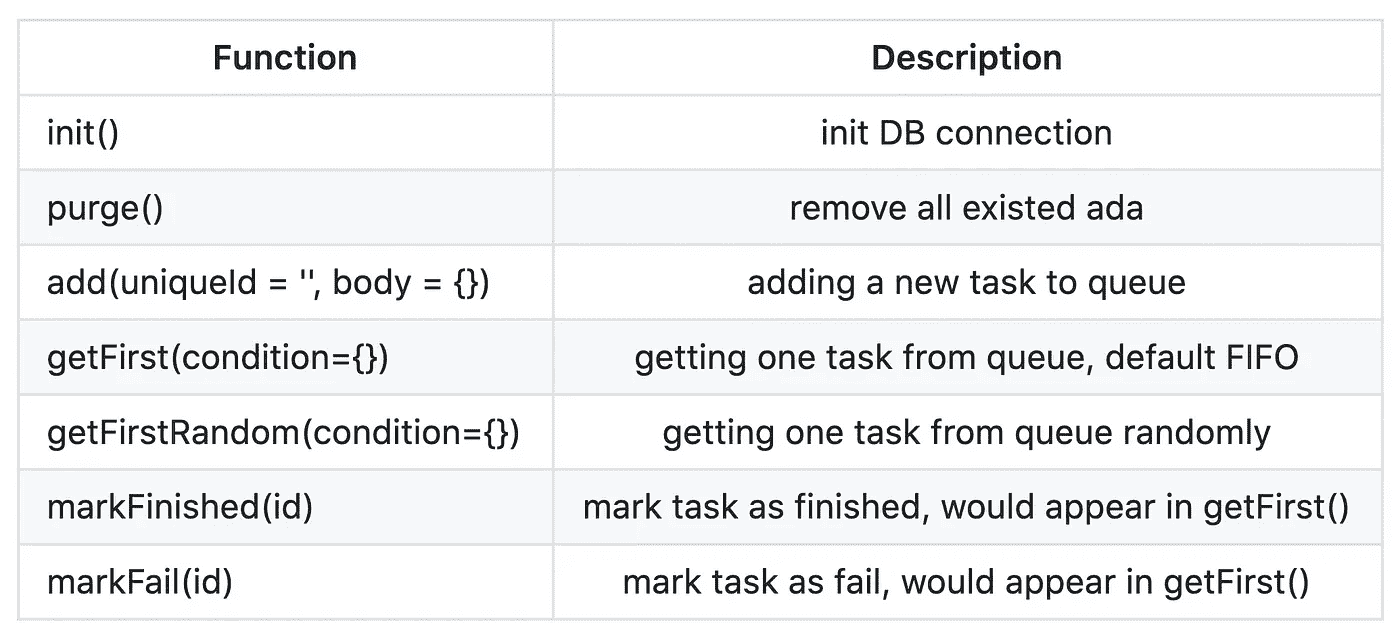 Function Description
init() init DB connection
purge() remove all existed ada
add(uniqueId = '', body = {}) adding a new task to queue
getFirst(condition={}) getting one task from queue, default FIFO
getFirstRandom(condition={}) getting one task from queue randomly
markFinished(id) mark task as finished, would appear in getFirst()
markFail(id) mark task as fail, would appear in getFirst()